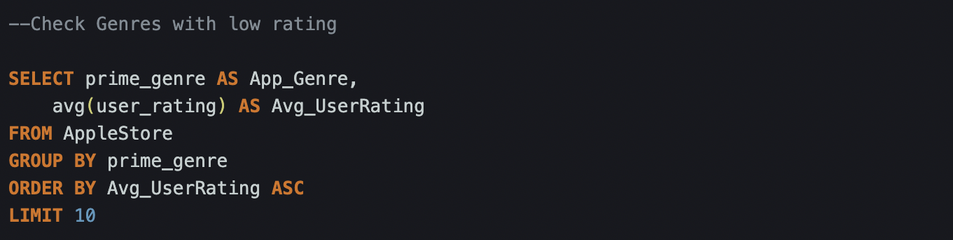 --Check Genres with low rating
SELECT prime_genre AS App_Genre,
avg(user_rating) AS Avg_UserRating
FROM AppleStore
GROUP BY prime_genre
ORDER BY Avg_UserRating ASC
LIMIT 10